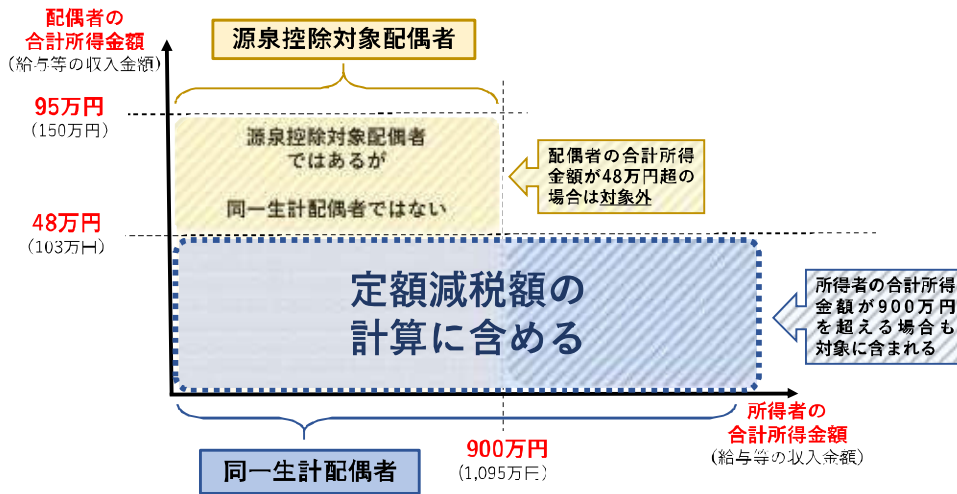 配偶者の
合計所得金額
（給与等の収入金額）
源泉控除対象配偶者
95万円
（150万円）
源泉控除対象配偶者
ではあるが
同一生計配偶者ではない
配偶者の合計所得
金額が48万円超の
場合は対象外
48万円
（103万円）
定額減税額の
計算に含める
所得者の合計所得
金額が900万円
を超える場合も
対象に含まれる
所得者の
合計所得金額
（給与等の収入金額）
900万円
（1,095万円）
同一生計配偶者